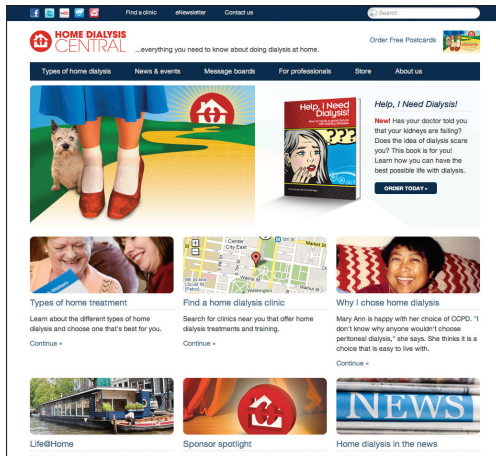 Find a clinic eNewsletter Contact us Search
HOME DIALYSIS
CENTRAL ...everything you need to know about doing dialysis at home.
Order Free Postcards
Types of home dialysis News & events Message boards For professionals Store About us
Help, I Need
Dialysis!
???
Help, I Need Dialysis!
New! Has your doctor told you
that your kidneys are failing?
Does the idea of dialysis scare
you? This book is for you!
Learn how you can have the
best possible life with dialysis.
ORDER TODAY »
Center
City East
Market St
Washington
Walnut St
Types of home treatment
Learn about the different types of home
dialysis and choose one that's best for you.
Continue »
Find a home dialysis clinic
Search for clinics near you that offer home
dialysis treatments and training.
Continue »
Why I chose home dialysis
Mary Ann is happy with her choice of CCPD. "I
don't know why anyone wouldn't choose
peritoneal dialysis," she says. She thinks it is a
choice that is easy to live with.
Continue »
NEWS
Life@Home
Sponsor spotlight
Home dialysis in the news